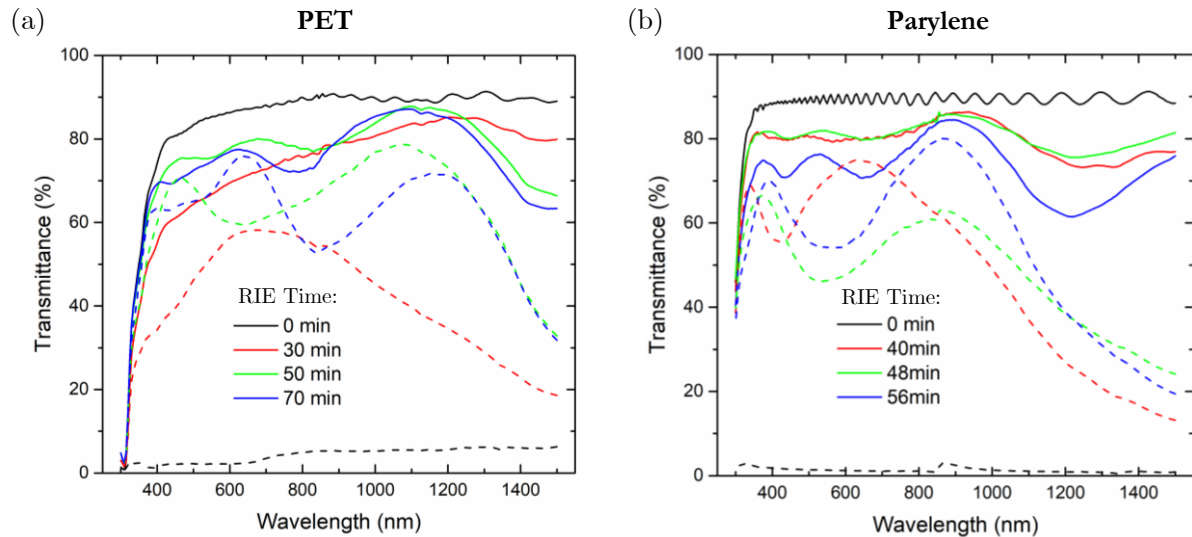 (a) PET
100
80
60
40
20
0
Transmittance (%)
RIE Time:
0 min
30 min
50 min
70 min
400 600 800 1000 1200 1400
Wavelength (nm)
(b) Parylene
100
80
60
40
20
0
Transmittance (%)
RIE Time:
0 min
40min
48min
56min
400 600 800 1000 1200 1400
Wavelength (nm)